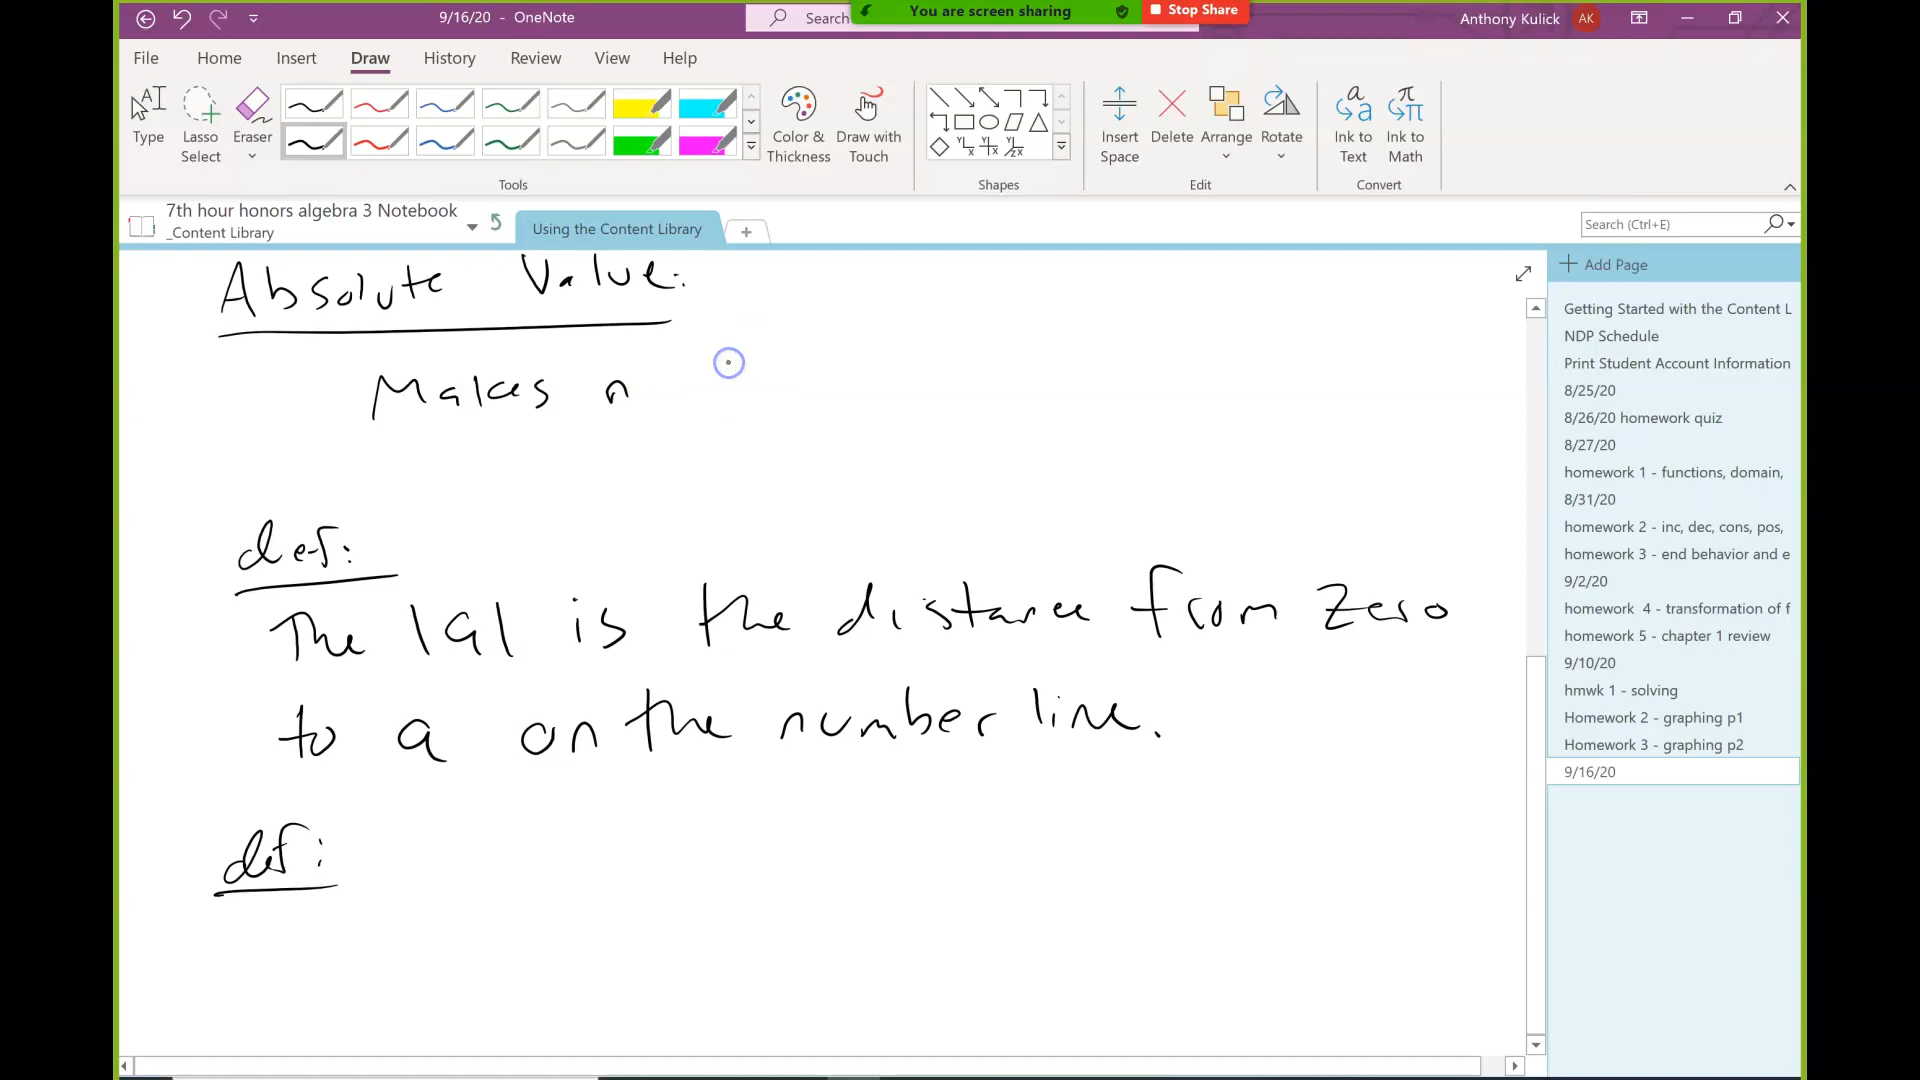 9/16/20 - OneNote
Search
You are screen sharing
Stop Share
Anthony Kulick
AK
File Home Insert Draw History Review View Help
Type
Lasso Select
Eraser
Color & Thickness
Draw with Touch
Insert Space
Delete
Arrange
Rotate
Ink to Text
Ink to Math
Tools
Shapes
Edit
Convert
7th hour honors algebra 3 Notebook
_Content Library
Using the Content Library
Search (Ctrl+E)
Absolute Value:
Makes n
def:
The |a| is the distance from zero
to a on the number line.
def:
Add Page
Getting Started with the Content L
NDP Schedule
Print Student Account Information
8/25/20
8/26/20 homework quiz
8/27/20
homework 1 - functions, domain,
8/31/20
homework 2 - inc, dec, cons, pos,
homework 3 - end behavior and e
9/2/20
homework 4 - transformation of f
homework 5 - chapter 1 review
9/10/20
hmwk 1 - solving
Homework 2 - graphing p1
Homework 3 - graphing p2
9/16/20